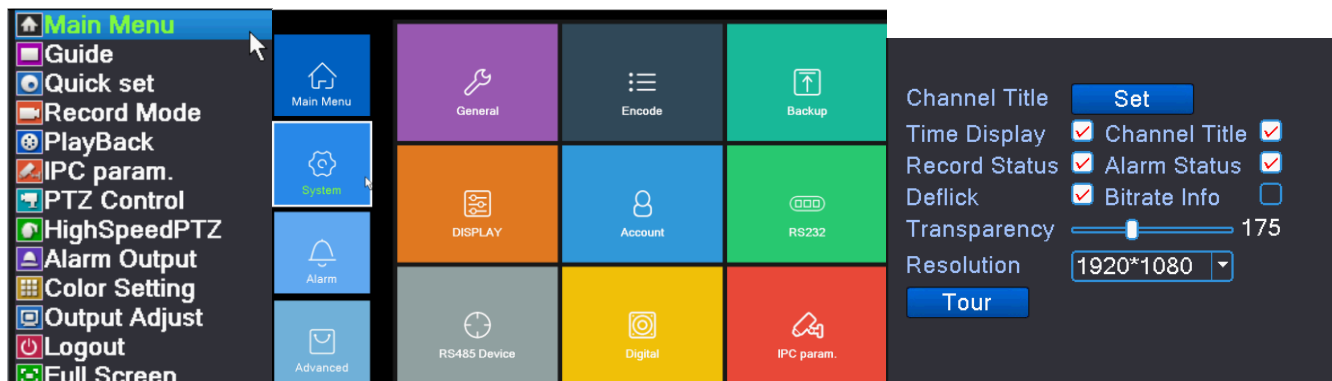 Main Menu
Guide
Quick set
Record Mode
PlayBack
IPC param.
PTZ Control
HighSpeedPTZ
Alarm Output
Color Setting
Output Adjust
Logout
Full Screen
Main Menu
System
Alarm
Advanced
General
Encode
Backup
DISPLAY
Account
RS232
RS485 Device
Digital
IPC param.
Channel Title Set
Time Display Channel Title
Record Status Alarm Status
Deflick Bitrate Info
Transparency 175
Resolution 1920*1080
Tour